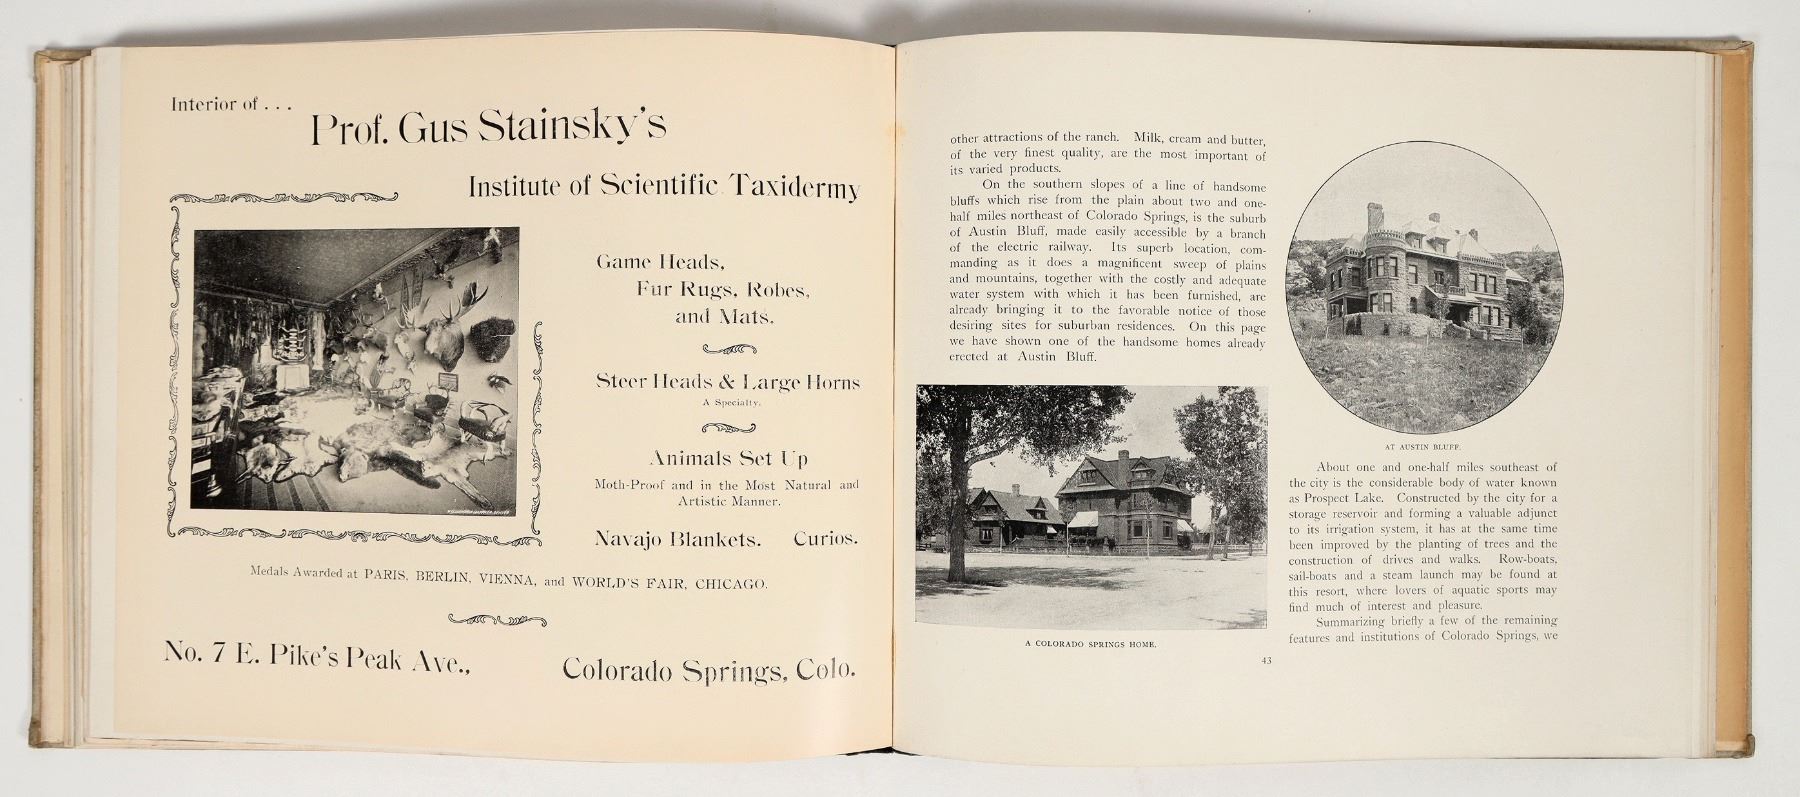 Interior of . . .
Prof. Gus Stainsky's
Institute of Scientific Taxidermy
Game Heads,
Fur Rugs, Robes,
and Mats.
Steer Heads & Large Horns
A Specialty.
Animals Set Up
Moth-Proof and in the Most Natural and
Artistic Manner.
Navajo Blankets. Curios.
Medals Awarded at PARIS, BERLIN, VIENNA, and WORLD'S FAIR, CHICAGO.
No. 7 E. Pike's Peak Ave.,
Colorado Springs, Colo.
other attractions of the ranch. Milk, cream and butter,
of the very finest quality, are the most important of
its varied products.
On the southern slopes of a line of handsome
bluffs which rise from the plain about two and one-
half miles northeast of Colorado Springs, is the suburb
of Austin Bluff, made easily accessible by a branch
of the electric railway. Its superb location, com-
manding as it does a magnificent sweep of plains
and mountains, together with the costly and adequate
water system with which it has been furnished, are
already bringing it to the favorable notice of those
desiring sites for suburban residences. On this page
we have shown one of the handsome homes already
erected at Austin Bluff.
A COLORADO SPRINGS HOME.
43
AT AUSTIN BLUFF.
About one and one-half miles southeast of
the city is the considerable body of water known
as Prospect Lake. Constructed by the city for a
storage reservoir and forming a valuable adjunct
to its irrigation system, it has at the same time
been improved by the planting of trees and the
construction of drives and walks. Row-boats,
sail-boats and a steam launch may be found at
this resort, where lovers of aquatic sports may
find much of interest and pleasure.
Summarizing briefly a few of the remaining
features and institutions of Colorado Springs, we